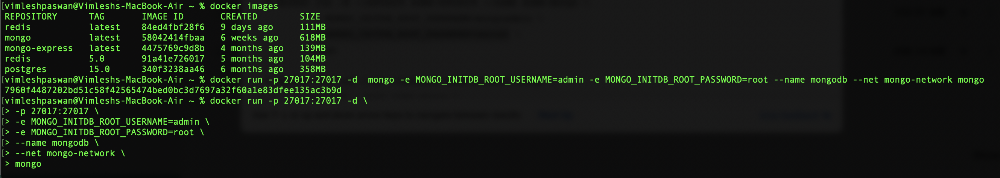 [vimleshpaswan@Vimleshs-MacBook-Air ~ % docker images
REPOSITORY      TAG       IMAGE ID       CREATED        SIZE
redis           latest    84ed4fbf28f6   9 days ago     111MB
mongo           latest    58042414fbaa   6 weeks ago    618MB
mongo-express   latest    4475769c9d8b   4 months ago   139MB
redis           5.0       91a41e726017   5 months ago   104MB
postgres        15.0      340f3238aa46   6 months ago   358MB
[vimleshpaswan@Vimleshs-MacBook-Air ~ % docker run -p 27017:27017 -d  mongo -e MONGO_INITDB_ROOT_USERNAME=admin -e MONGO_INITDB_ROOT_PASSWORD=root --name mongodb --net mongo-network mongo
7960f4487202bd51c58f42565474bed0bc3d7697a32f60a1e83dfee135ac3b9d
[vimleshpaswan@Vimleshs-MacBook-Air ~ % docker run -p 27017:27017 -d \
[> -p 27017:27017 \
[> -e MONGO_INITDB_ROOT_USERNAME=admin \
[> -e MONGO_INITDB_ROOT_PASSWORD=root \
[> --name mongodb \
[> --net mongo-network \
> mongo